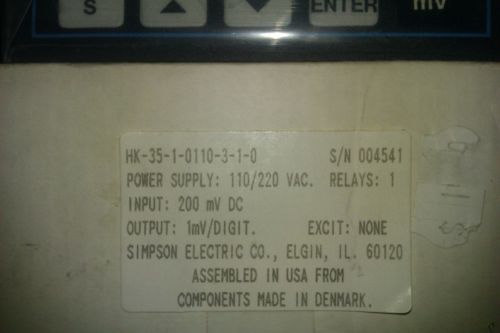 S ENTER mV
HK-35-1-0110-3-1-0 S/N 004541
POWER SUPPLY: 110/220 VAC. RELAYS: 1
INPUT: 200 mV DC
OUTPUT: 1mV/DIGIT. EXCIT: NONE
SIMPSON ELECTRIC CO., ELGIN, IL. 60120
ASSEMBLED IN USA FROM
COMPONENTS MADE IN DENMARK.